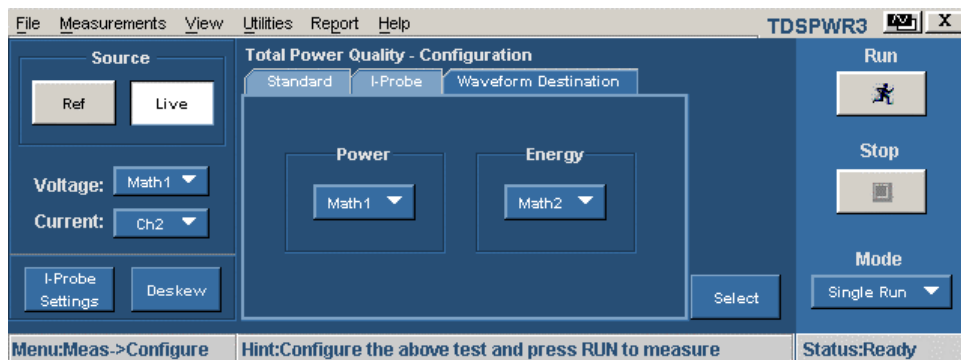 File Measurements View Utilities Report Help TDSPWR3 X
Source
Ref Live
Voltage: Math1
Current: Ch2
I-Probe Settings
Deskew
Total Power Quality - Configuration
Standard I-Probe Waveform Destination
Power
Math1
Energy
Math2
Select
Run
Stop
Mode
Single Run
Menu:Meas->Configure Hint:Configure the above test and press RUN to measure Status:Ready